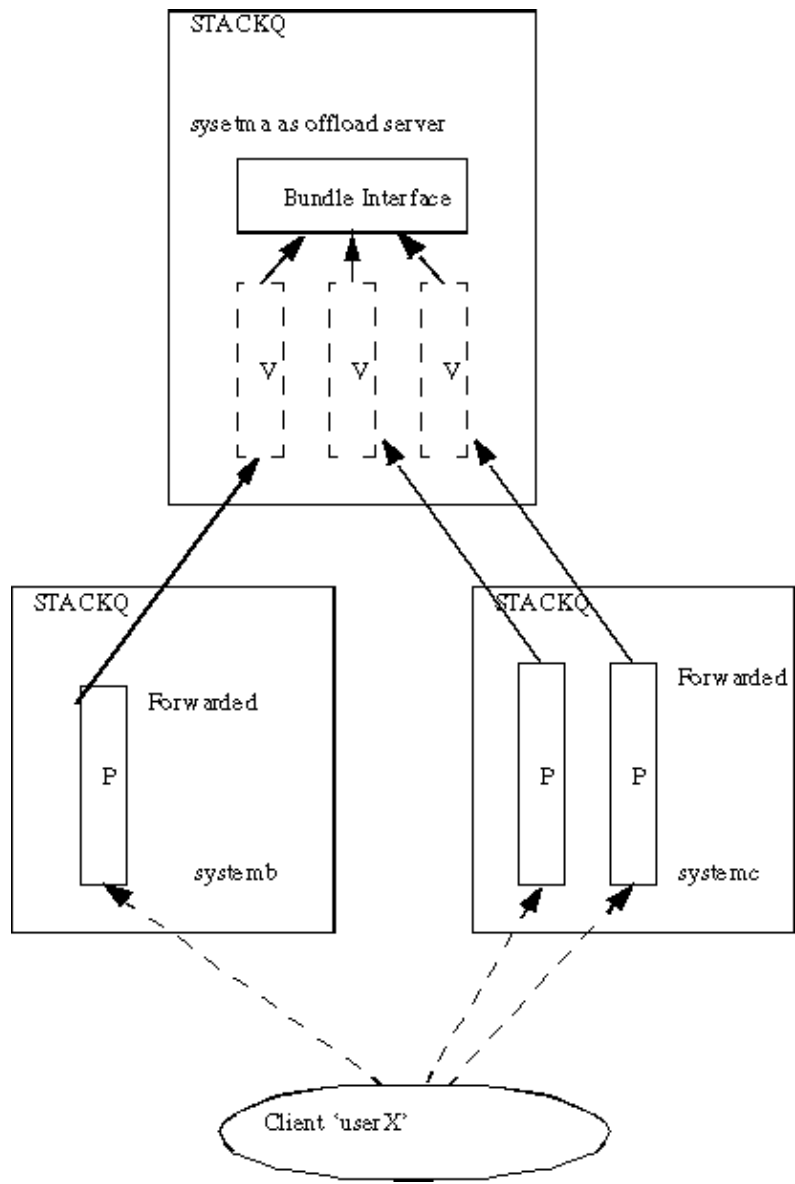 STACKQ
sysetma as offload server
Bundle Interface
V
V
V
STACKQ
Forwarded
P
systemb
STACKQ
Forwarded
P
P
systemc
Client ‘userX’